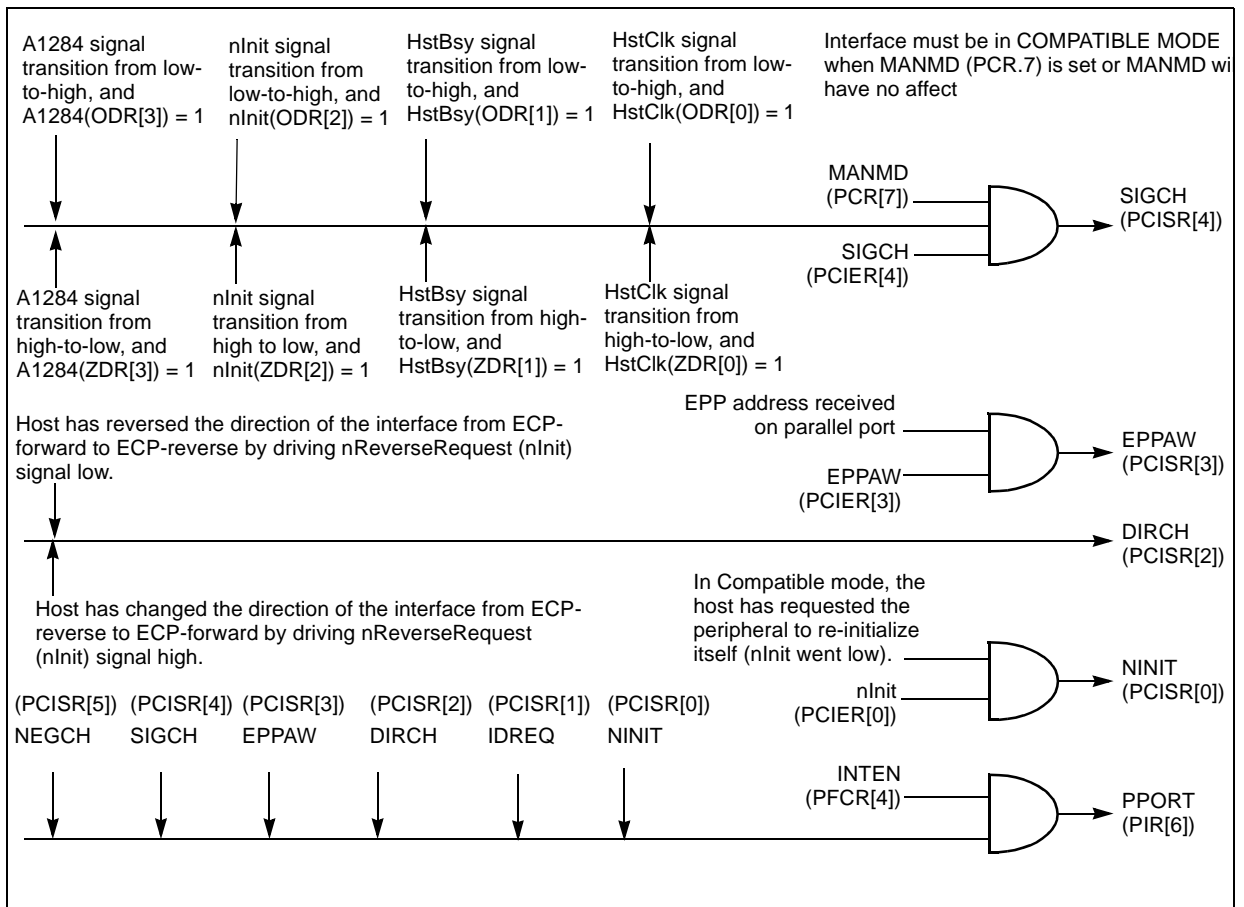 A1284 signal
transition from low-
to-high, and
A1284(ODR[3]) = 1
nInit signal
transition from
low-to-high, and
nInit(ODR[2]) = 1
HstBsy signal
transition from low-
to-high, and
HstBsy(ODR[1]) = 1
HstClk signal
transition from low-
to-high, and
HstClk(ODR[0]) = 1
Interface must be in COMPATIBLE MODE
when MANMD (PCR.7) is set or MANMD wi
have no affect
MANMD
(PCR[7])
SIGCH
(PCIER[4])
SIGCH
(PCISR[4])
A1284 signal
transition from
high-to-low, and
A1284(ZDR[3]) = 1
nInit signal
transition from
high to low, and
nInit(ZDR[2]) = 1
HstBsy signal
transition from high-
to-low, and
HstBsy(ZDR[1]) = 1
HstClk signal
transition from
high-to-low, and
HstClk(ZDR[0]) = 1
EPP address received
on parallel port
EPPAW
(PCIER[3])
EPPAW
(PCISR[3])
Host has reversed the direction of the interface from ECP-
forward to ECP-reverse by driving nReverseRequest (nInit)
signal low.
DIRCH
(PCISR[2])
Host has changed the direction of the interface from ECP-
reverse to ECP-forward by driving nReverseRequest
(nInit) signal high.
In Compatible mode, the
host has requested the
peripheral to re-initialize
itself (nInit went low).
nInit
(PCIER[0])
NINIT
(PCISR[0])
(PCISR[5]) (PCISR[4]) (PCISR[3]) (PCISR[2]) (PCISR[1]) (PCISR[0])
NEGCH SIGCH EPPAW DIRCH IDREQ NINIT
INTEN
(PFCR[4])
PPORT
(PIR[6])